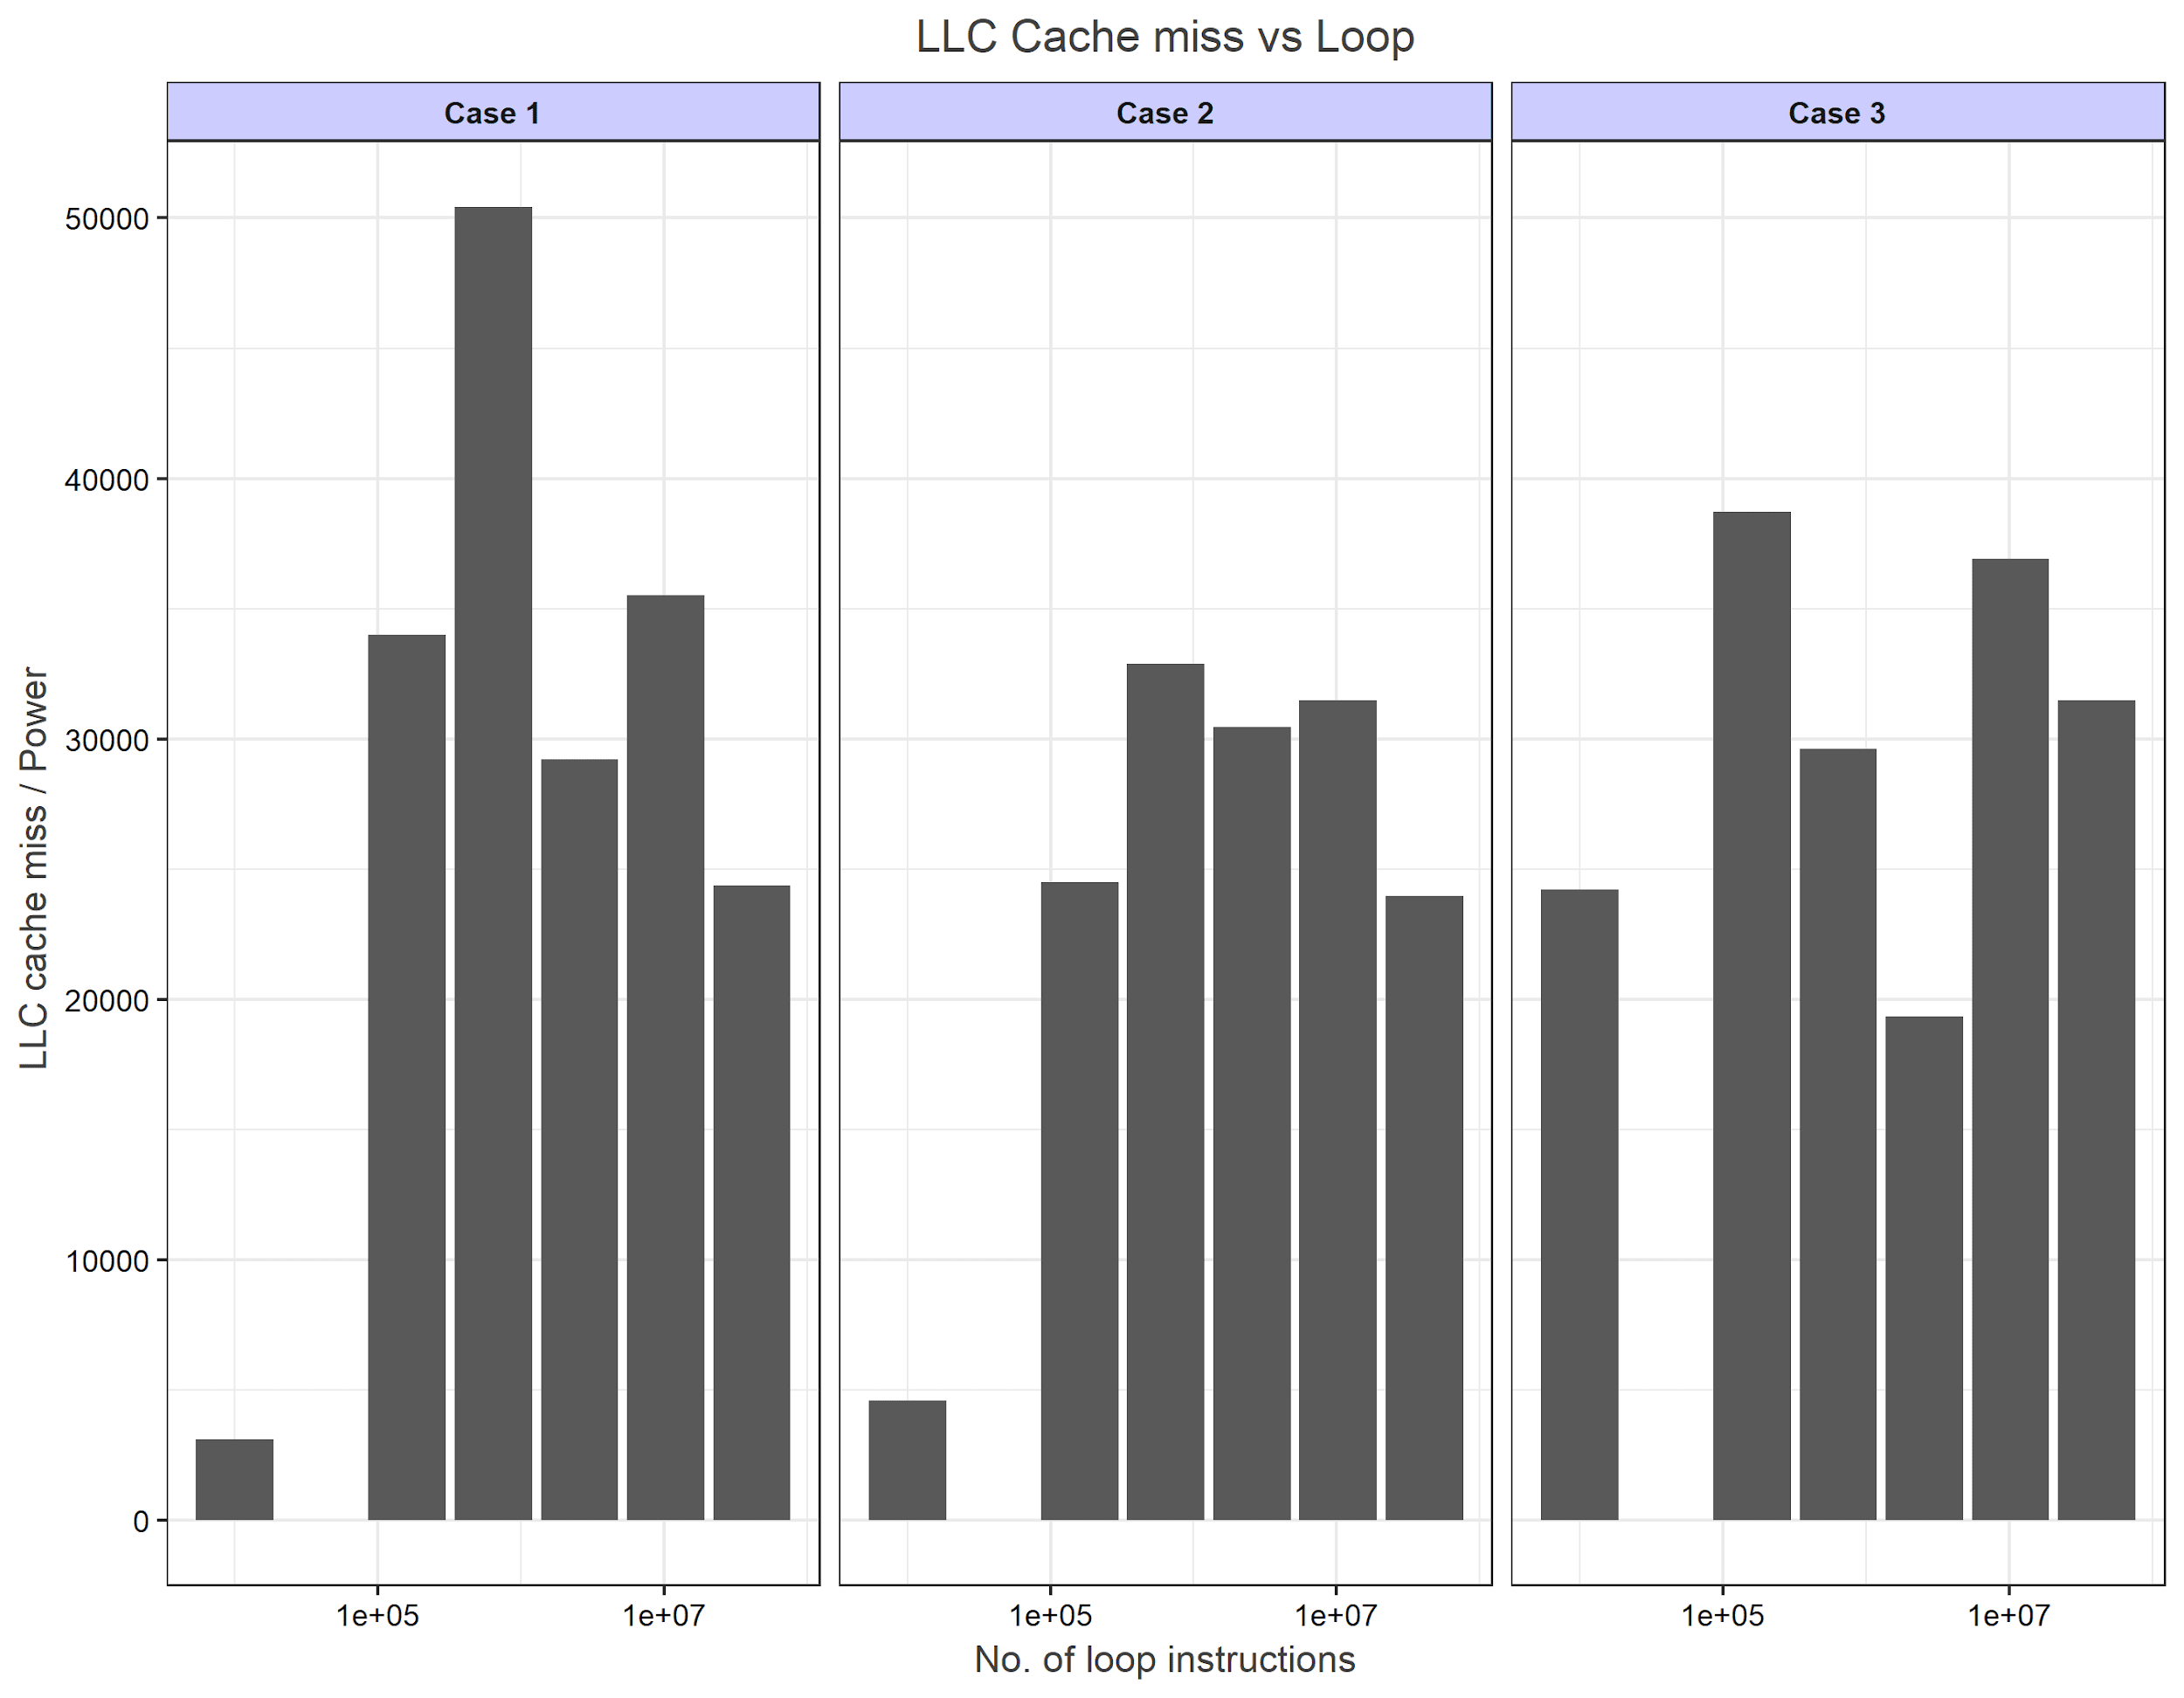 LLC Cache miss vs Loop
Case 1
Case 2
Case 3
LLC cache miss / Power
50000
40000
30000
20000
10000
0
1e+05
1e+07
1e+05
1e+07
1e+05
1e+07
No. of loop instructions